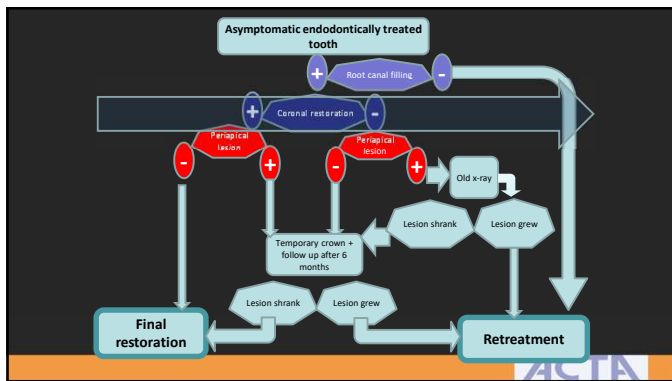 Asymptomatic endodontically treated
tooth
+
Root canal filling
-
+
Coronal restoration
-
Periapical
lesion
Periapical
lesion
-
+
-
+
Old x-ray
Lesion shrank
Lesion grew
Temporary crown +
follow up after 6
months
Lesion shrank
Lesion grew
Final
restoration
Retreatment
ACTA